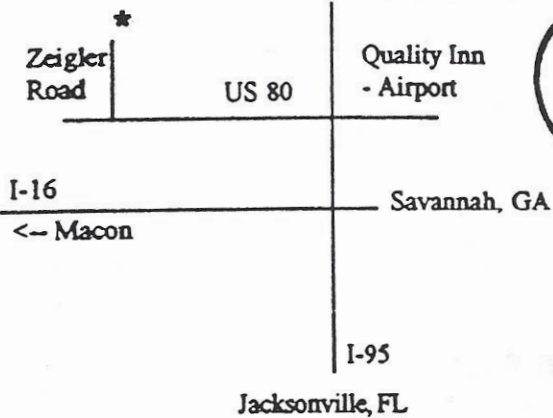 *
Zeigler
Road
US 80
Quality Inn
- Airport
I-16
Savannah, GA
<-- Macon
I-95
Jacksonville, FL